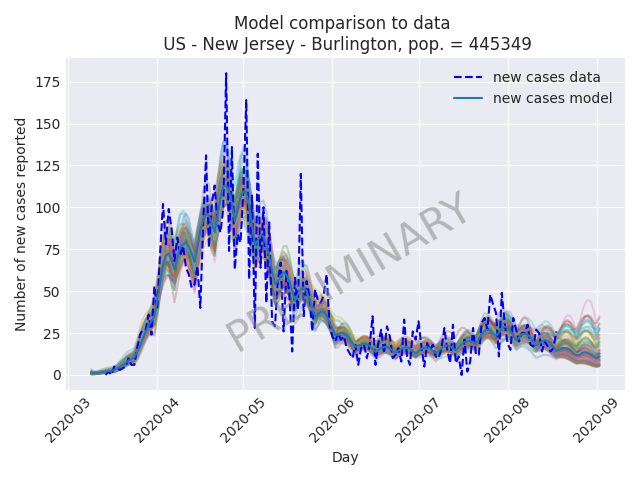 Model comparison to data
US - New Jersey - Burlington, pop. = 445349
new cases data
new cases model
Number of new cases reported
175
150
125
100
75
50
25
0
PRELIMINARY
2020-03
2020-04
2020-05
2020-06
2020-07
2020-08
2020-09
Day